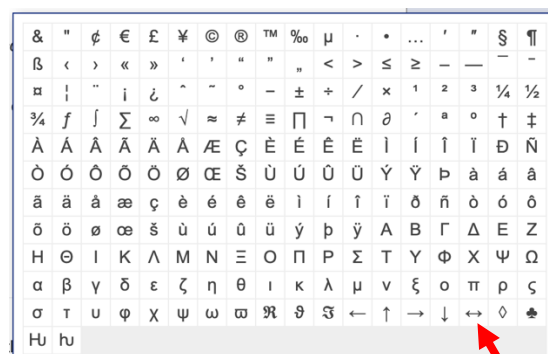 & " ¢ € £ ¥ © ® ™ ‰ µ · • … ′ ″ § ¶
ß ‹ › « » ‘ ’ “ ” „ < > ≤ ≥ – — ¯ ‾
¤ ¦ ¨ ¡ ¿ ˆ ˜ ° − ± ÷ ⁄ × ¹ ² ³ ¼ ½
¾ ƒ ∫ ∑ ∞ √ ≈ ≠ ≡ ∏ ¬ ∩ ∂ ´ ª º † ‡
À Á Â Ã Ä Å Æ Ç È É Ê Ë Ì Í Î Ï Ð Ñ
Ò Ó Ô Õ Ö Ø Œ Š Ù Ú Û Ü Ý Ÿ Þ à á â
ã ä å æ ç è é ê ë ì í î ï ð ñ ò ó ô
õ ö ø œ š ù ú û ü ý þ ÿ Α Β Γ Δ Ε Ζ
Η Θ Ι Κ Λ Μ Ν Ξ Ο Π Ρ Σ Τ Υ Φ Χ Ψ Ω
α β γ δ ε ζ η θ ι κ λ μ ν ξ ο π ρ ς
σ τ υ φ χ ψ ω ϖ ℜ ϑ ℑ ← ↑ → ↓ ↔ ◊ ♣
Ƕ ƕ